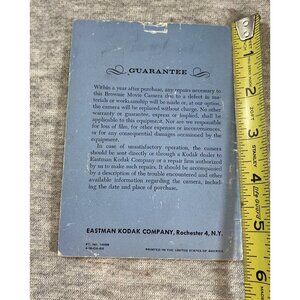 GUARANTEE
Within a year after purchase, any repairs necessary to
this Brownie Movie Camera due to a defect in ma-
terials or workmanship will be made or, at our option,
the camera will be replaced without charge. No other
warranty or guarantee, express or implied, shall be
applicable to this equipment. Nor are we responsible
for loss of film, for other expenses or inconveniences,
or for any consequential damages occasioned by the
equipment.
In case of unsatisfactory operation, the camera
should be sent directly or through a Kodak dealer to
Eastman Kodak Company or a repair firm authorized
by us to make such repairs. It should be accompanied
by a description of the trouble encountered and other
available information regarding the camera, includ-
ing the date and place of purchase.
EASTMAN KODAK COMPANY, Rochester 4, N.Y.
PRINTED IN THE UNITED STATES OF AMERICA
1
2
3
4
5
6